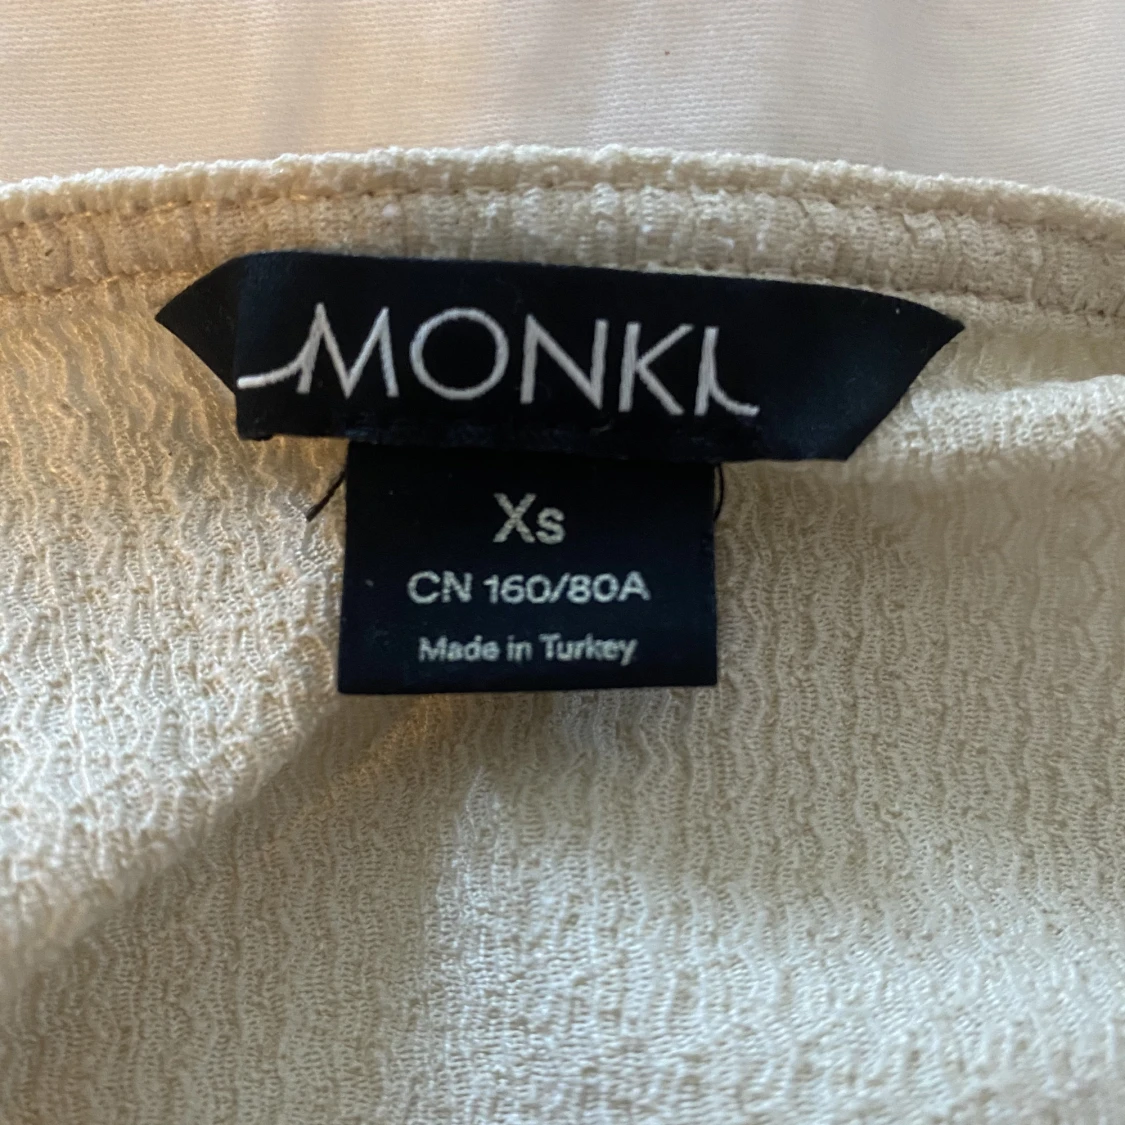 MONKI
Xs
CN 160/80A
Made in Turkey